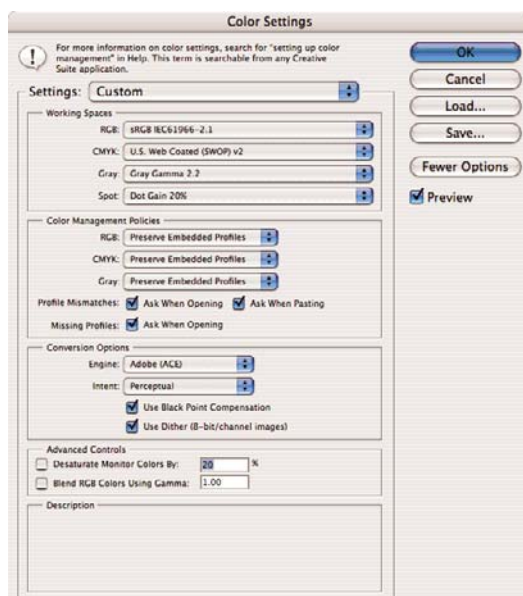 Color Settings
For more information on color settings, search for "setting up color
management" in Help. This term is searchable from any Creative
Suite application.
Settings: Custom
Working Spaces
RGB: sRGB IEC61966-2.1
CMYK: U.S. Web Coated (SWOP) v2
Gray: Gray Gamma 2.2
Spot: Dot Gain 20%
Color Management Policies
RGB: Preserve Embedded Profiles
CMYK: Preserve Embedded Profiles
Gray: Preserve Embedded Profiles
Profile Mismatches: Ask When Opening Ask When Pasting
Missing Profiles: Ask When Opening
Conversion Options
Engine: Adobe (ACE)
Intent: Perceptual
Use Black Point Compensation
Use Dither (8-bit/channel images)
Advanced Controls
Desaturate Monitor Colors By: 20 %
Blend RGB Colors Using Gamma: 1.00
Description
OK
Cancel
Load...
Save...
Fewer Options
Preview